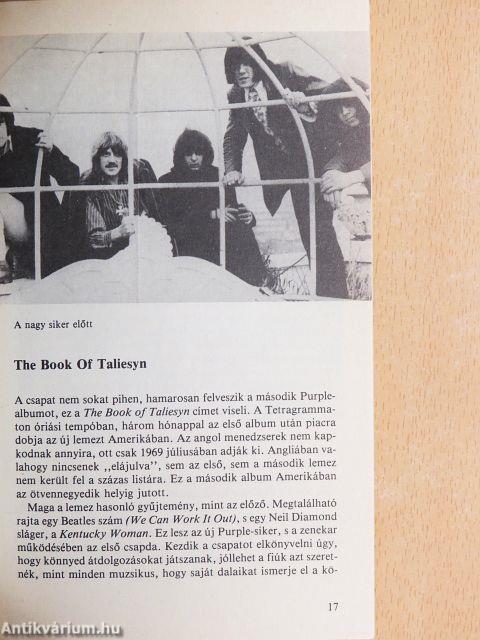 A nagy siker előtt
The Book Of Taliesyn
A csapat nem sokat pihen, hamarosan felveszik a második Purple-
albumot, ez a The Book of Taliesyn címet viseli. A Tetragramma-
ton óriási tempóban, három hónappal az első album után piacra
dobja az új lemezt Amerikában. Az angol menedzserek nem kap-
kodnak annyira, ott csak 1969 júliusában adják ki. Angliában va-
lahogy nincsenek ,,elájulva'', sem az első, sem a második lemez
nem került fel a százas listára. Ez a második album Amerikában
az ötvennegyedik helyig jutott.
Maga a lemez hasonló gyűjtemény, mint az előző. Megtalálható
rajta egy Beatles szám (We Can Work It Out), s egy Neil Diamond
sláger, a Kentucky Woman. Ez lesz az új Purple-siker, s a zenekar
működésében az első csapda. Kezdik a csapatot elkönyvelni úgy,
hogy könnyed átdolgozásokat játszanak, jóllehet a fiúk azt szeret-
nék, mint minden muzsikus, hogy saját dalaikat ismerje el a kö-
17
Antikvárium.hu